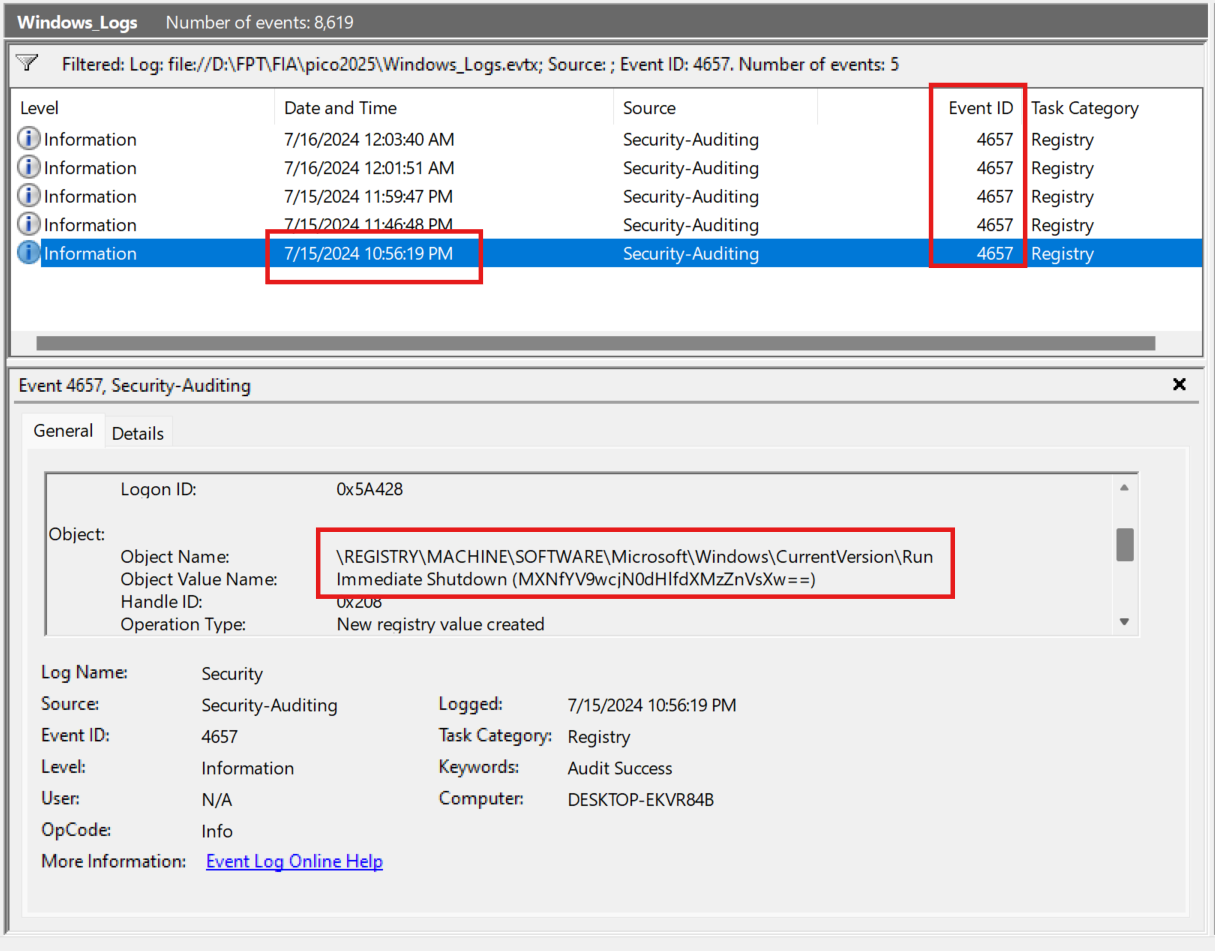 Windows_Logs Number of events: 8,619
Filtered: Log: file://D:\FPT\FIA\pico2025\Windows_Logs.evtx; Source: ; Event ID: 4657. Number of events: 5
Level Date and Time Source Event ID Task Category
Information 7/16/2024 12:03:40 AM Security-Auditing 4657 Registry
Information 7/16/2024 12:01:51 AM Security-Auditing 4657 Registry
Information 7/15/2024 11:59:47 PM Security-Auditing 4657 Registry
Information 7/15/2024 11:46:48 PM Security-Auditing 4657 Registry
Information 7/15/2024 10:56:19 PM Security-Auditing 4657 Registry
Event 4657, Security-Auditing
General Details
Logon ID: 0x5A428
Object:
Object Name: \REGISTRY\MACHINE\SOFTWARE\Microsoft\Windows\CurrentVersion\Run
Object Value Name: Immediate Shutdown (MXNfYV9wcjN0dHlfdXMzZnVsXw==)
Handle ID: 0x208
Operation Type: New registry value created
Log Name: Security
Source: Security-Auditing Logged: 7/15/2024 10:56:19 PM
Event ID: 4657 Task Category: Registry
Level: Information Keywords: Audit Success
User: N/A Computer: DESKTOP-EKVR84B
OpCode: Info
More Information: Event Log Online Help